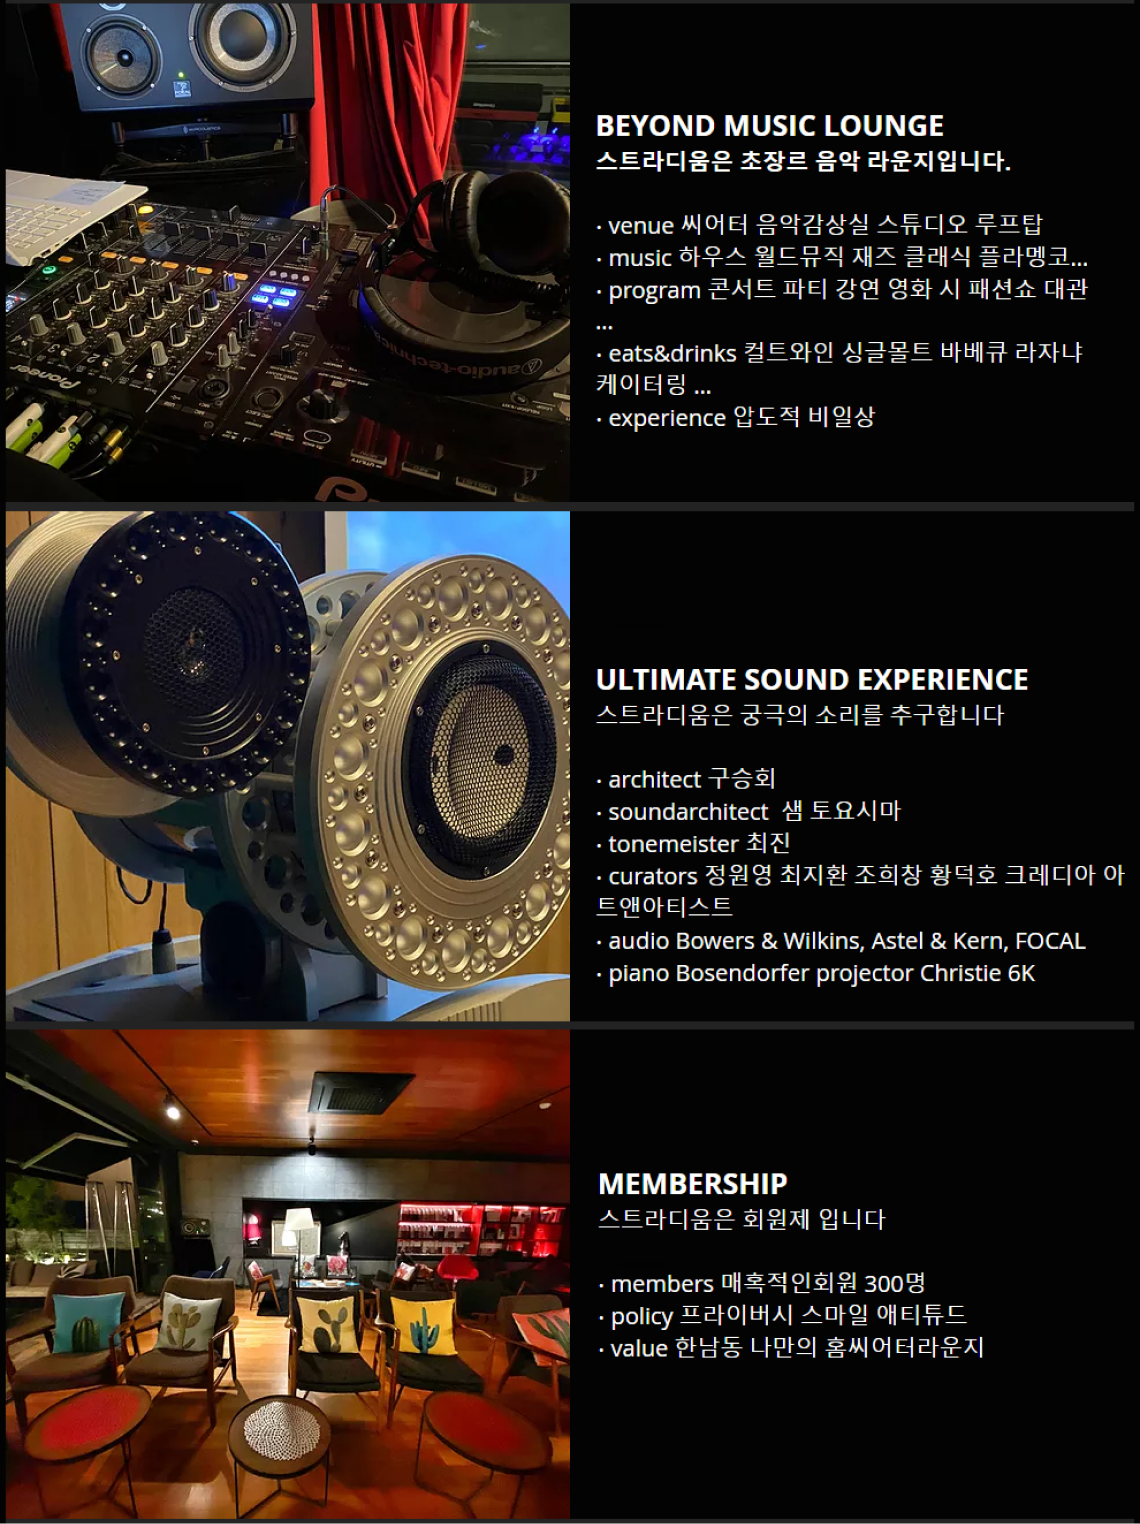 BEYOND MUSIC LOUNGE
스트라디움은 초장르 음악 라운지입니다.
· venue 씨어터 음악감상실 스튜디오 루프탑
· music 하우스 월드뮤직 재즈 클래식 플라멩코...
· program 콘서트 파티 강연 영화 시 패션쇼 대관
...
· eats&drinks 컬트와인 싱글몰트 바베큐 라자냐
케이터링 ...
· experience 압도적 비일상
Pioneer
audio-technica
ULTIMATE SOUND EXPERIENCE
스트라디움은 궁극의 소리를 추구합니다
· architect 구승회
· soundarchitect 샘 토요시마
· tonemeister 최진
· curators 정원영 최지환 조희창 황덕호 크레디아 아
트앤아티스트
· audio Bowers & Wilkins, Astel & Kern, FOCAL
· piano Bosendorfer projector Christie 6K
MEMBERSHIP
스트라디움은 회원제 입니다
· members 매혹적인회원 300명
· policy 프라이버시 스마일 애티튜드
· value 한남동 나만의 홈씨어터라운지